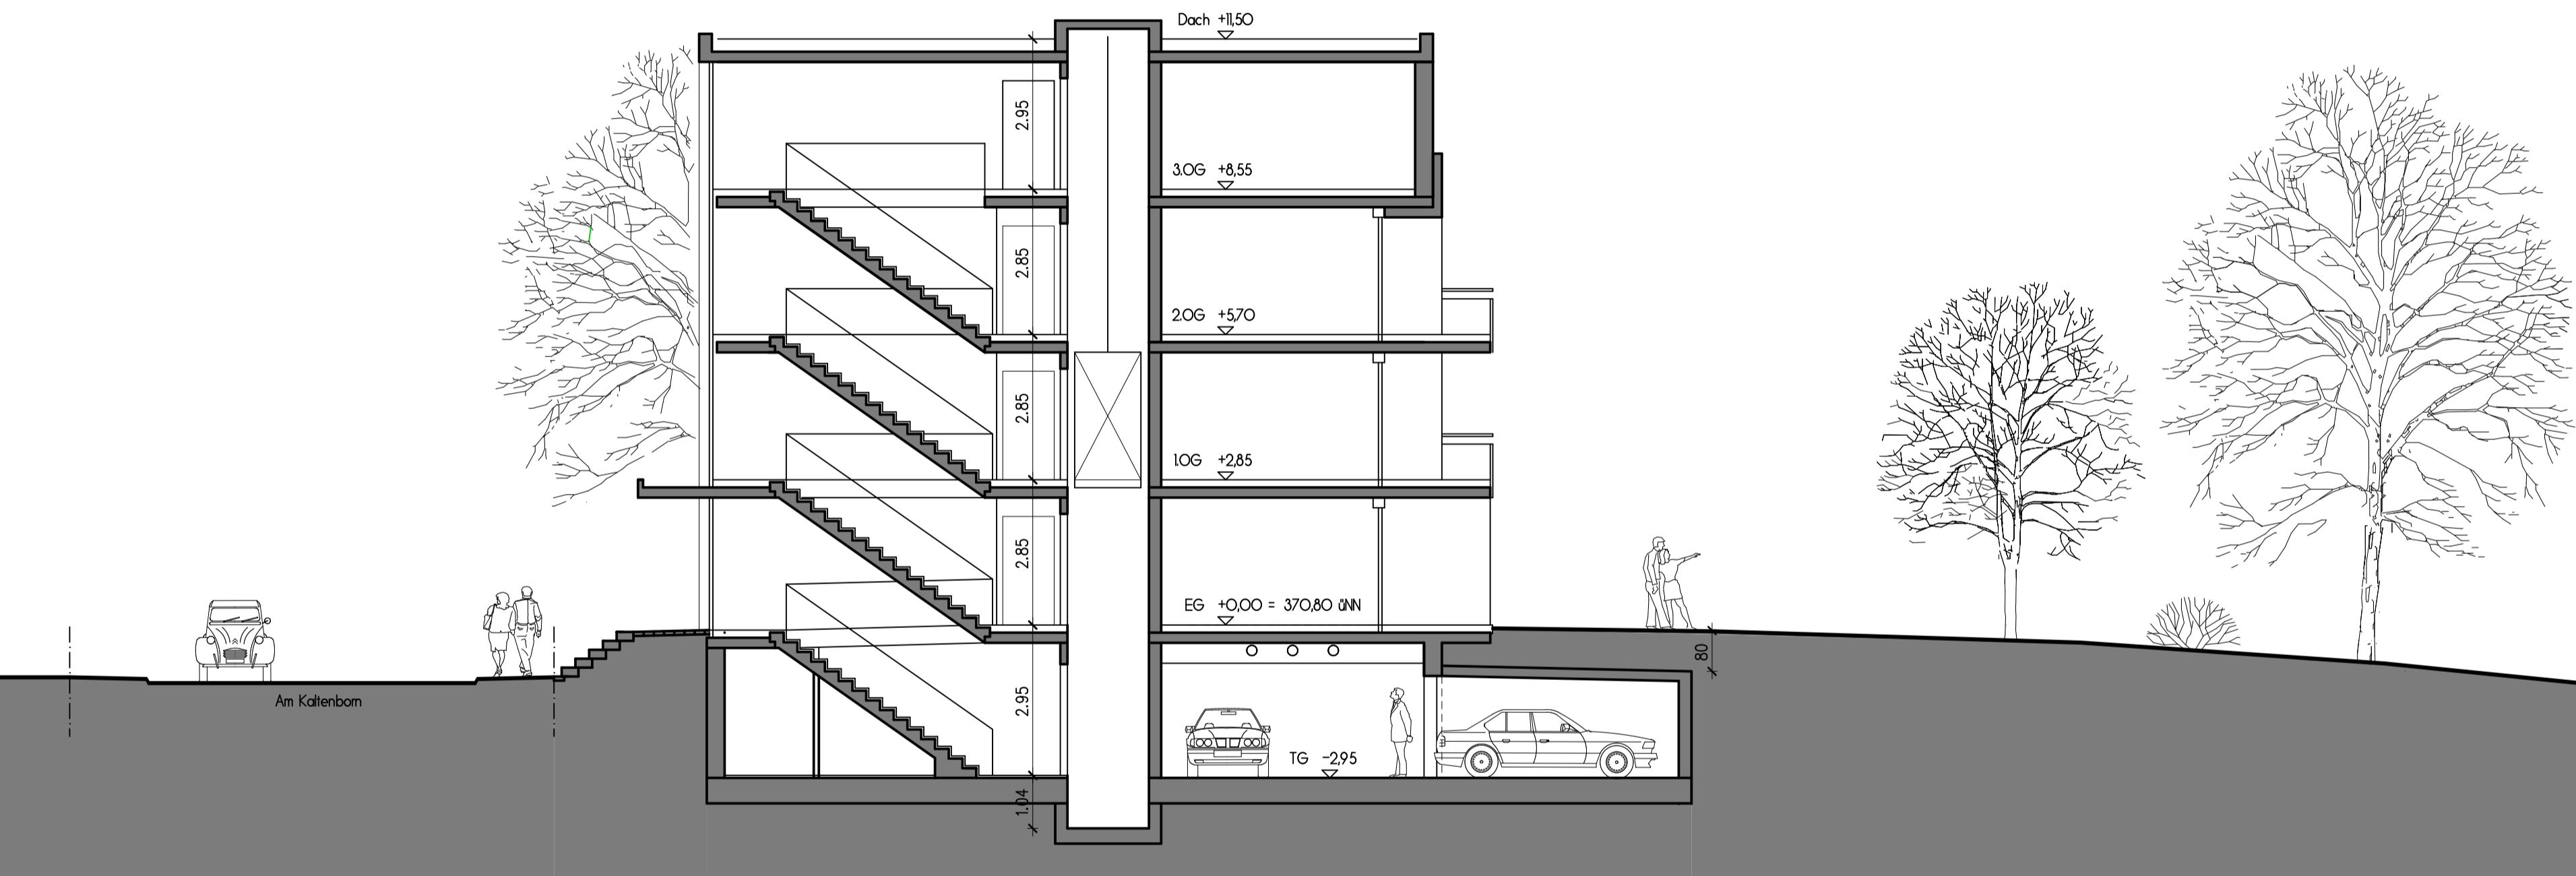 Dach +11,50
2.95
3.OG +8,55
2.85
2.OG +5,70
2.85
1.OG +2,85
2.85
EG +0,00 = 370,80 üNN
80
Am Kaltenborn
2.95
TG -2,95
1.04